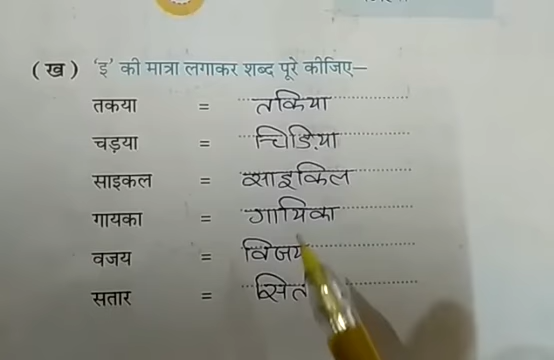 ( ख ) 'इ' की मात्रा लगाकर शब्द पूरे कीजिए—
तकया = तकिया
चड़या = चिड़िया
साइकल = साइकिल
गायका = गायिका
वजय = विजय
सतार =